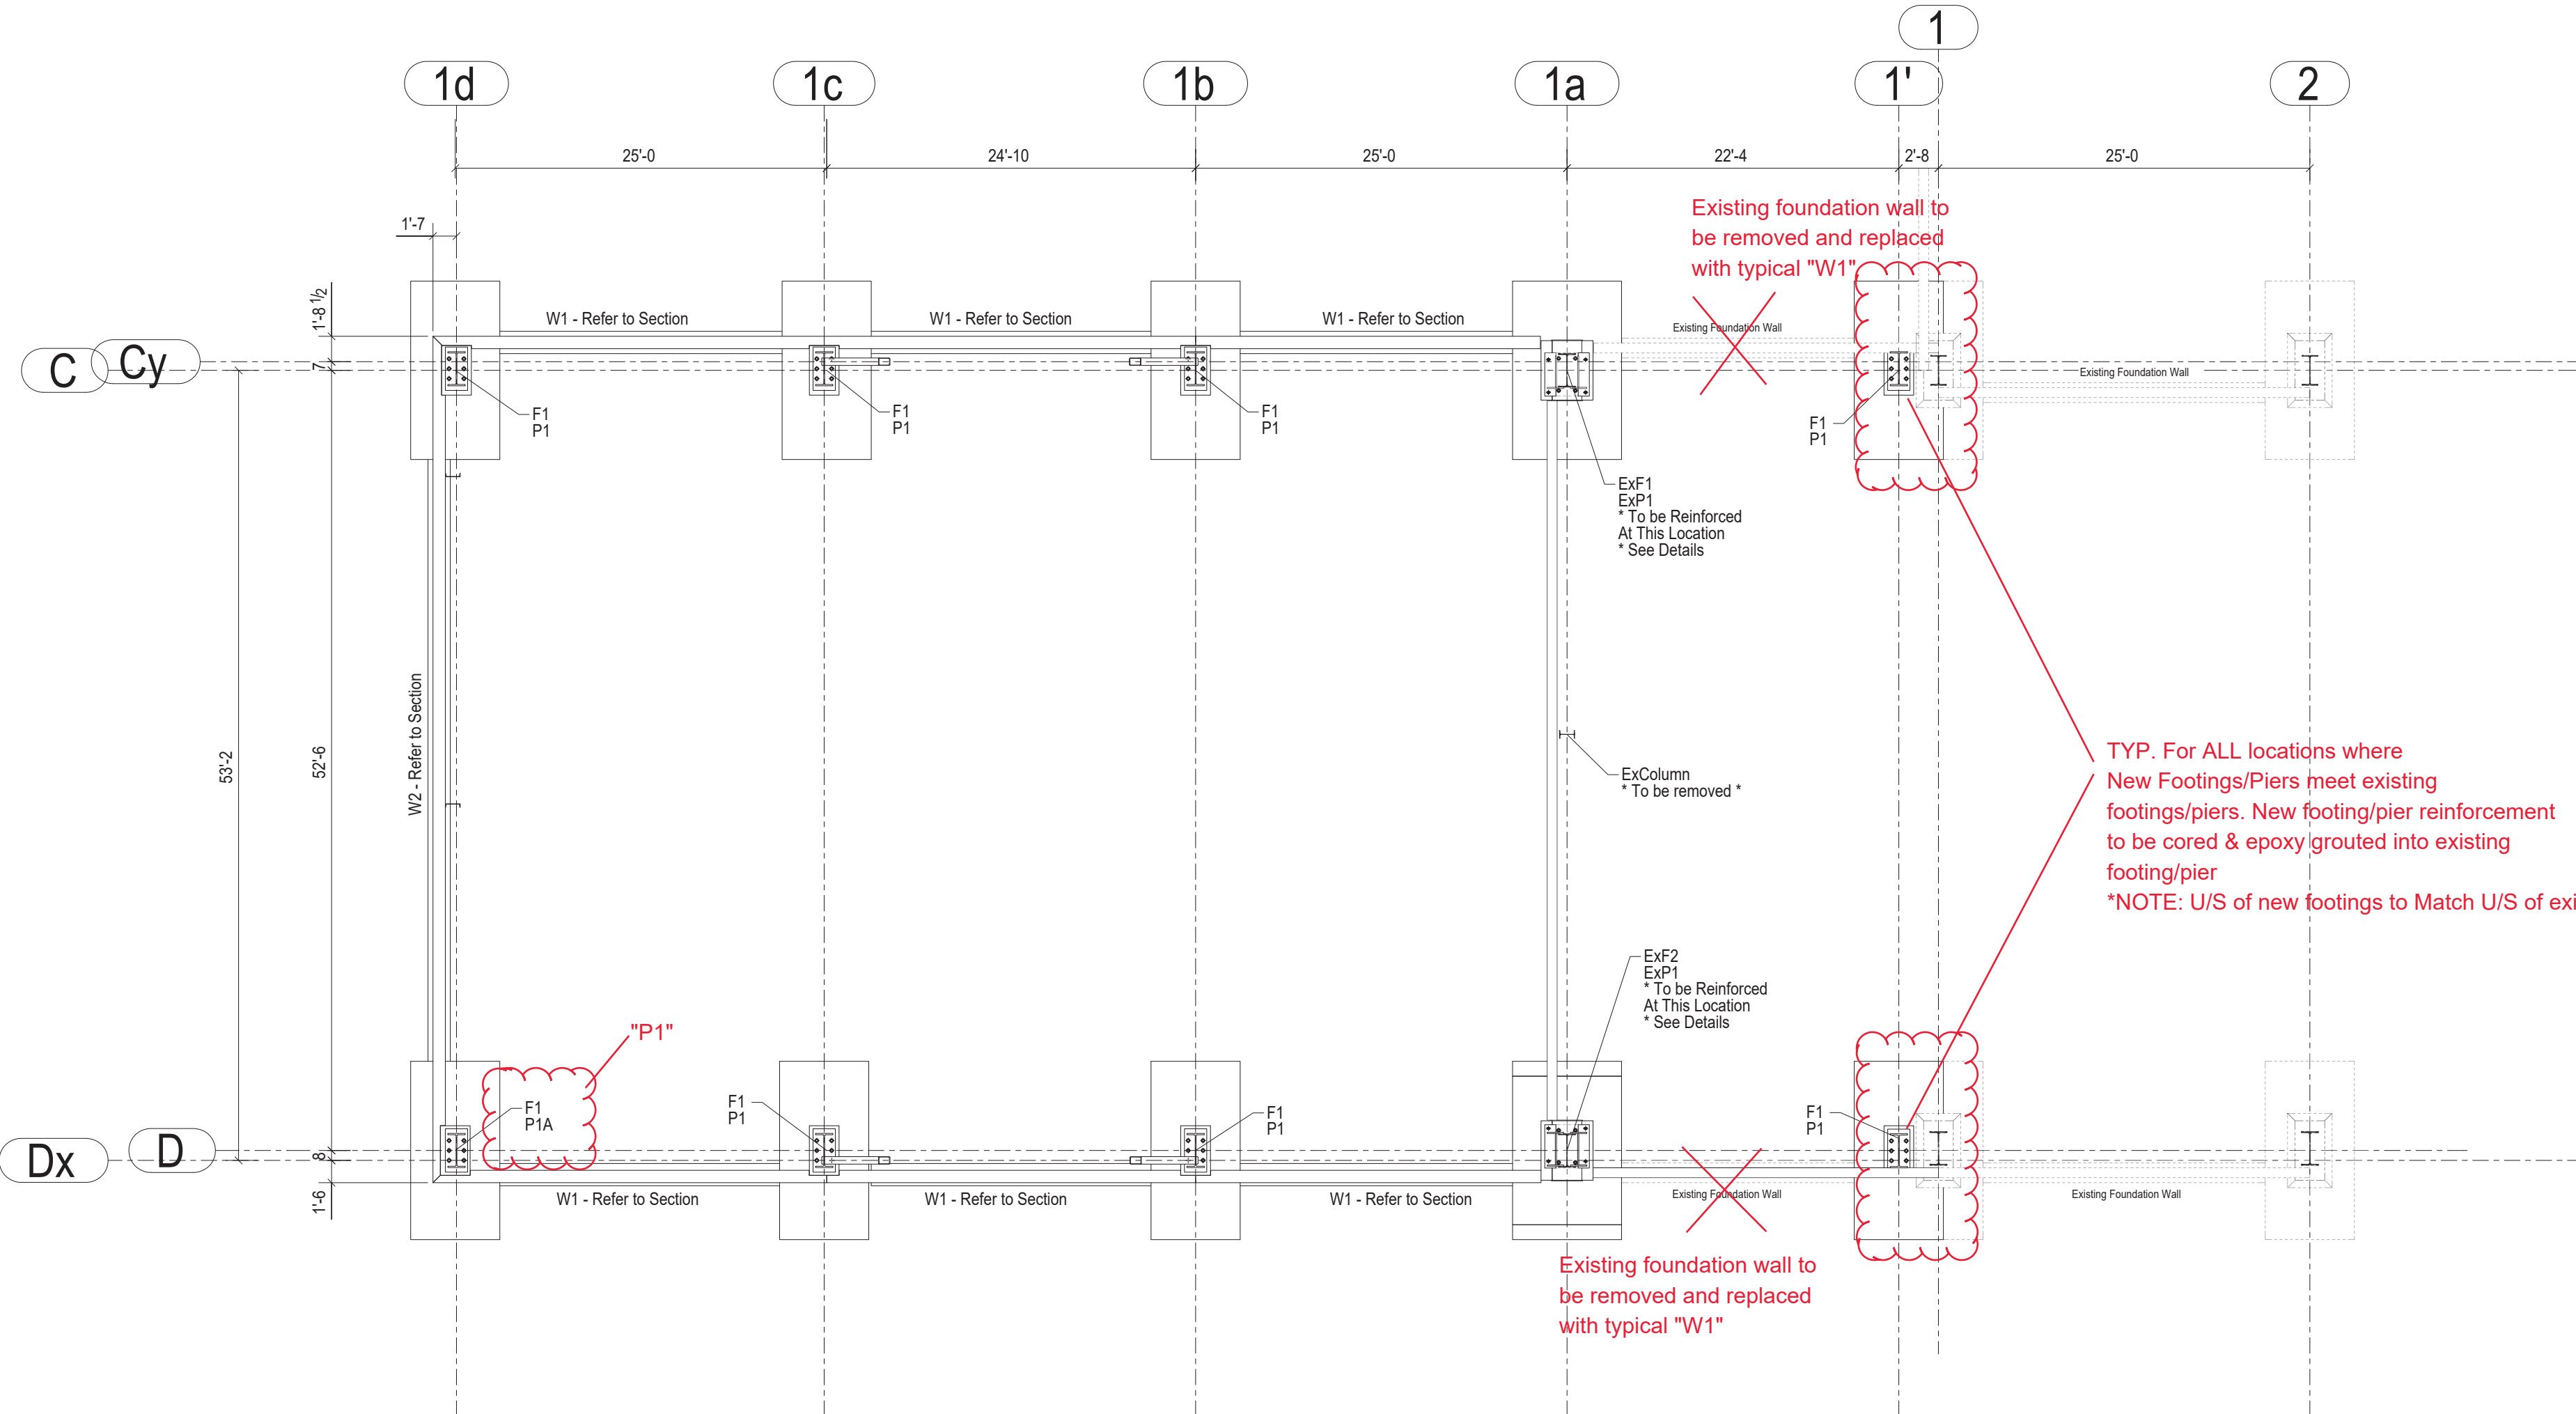 1
1d
1c
1b
1a
1'
2
25'-0
24'-10
25'-0
22'-4
2'-8
25'-0
1'-7
Existing foundation wall to
be removed and replaced
with typical "W1"
1'-8 1/2
W1 - Refer to Section
W1 - Refer to Section
W1 - Refer to Section
Existing Foundation Wall
C
Cy
7
Existing Foundation Wall
F1
P1
F1
P1
F1
P1
F1
P1
ExF1
ExP1
* To be Reinforced
At This Location
* See Details
W2 - Refer to Section
53'-2
52'-6
ExColumn
* To be removed *
TYP. For ALL locations where
New Footings/Piers meet existing
footings/piers. New footing/pier reinforcement
to be cored & epoxy grouted into existing
footing/pier
*NOTE: U/S of new footings to Match U/S of exi
ExF2
ExP1
* To be Reinforced
At This Location
* See Details
"P1"
F1
P1A
F1
P1
F1
P1
F1
P1
Dx
D
8
1'-6
W1 - Refer to Section
W1 - Refer to Section
W1 - Refer to Section
Existing Foundation Wall
Existing Foundation Wall
Existing foundation wall to
be removed and replaced
with typical "W1"